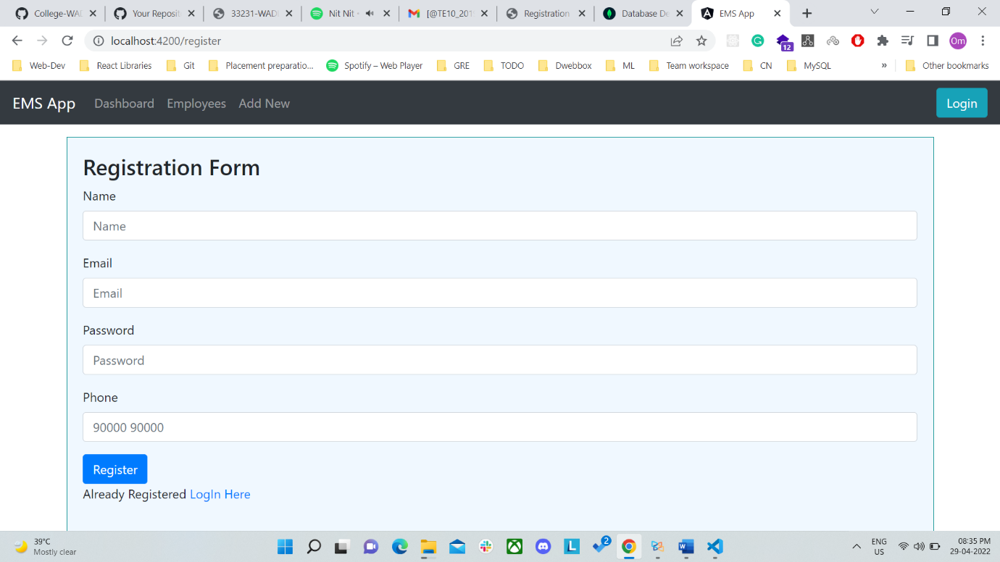 College-WAD Your Reposit 33231-WAD Nit Nit [@TE10_201 Registration Database De EMS App
localhost:4200/register
12 Om
Web-Dev React Libraries Git Placement preparatio... Spotify – Web Player GRE TODO Dwebbox ML Team workspace CN MySQL » Other bookmarks
EMS App Dashboard Employees Add New Login
Registration Form
Name
Name
Email
Email
Password
Password
Phone
90000 90000
Register
Already Registered LogIn Here
39°C
Mostly clear
2
ENG
US
08:35 PM
29-04-2022